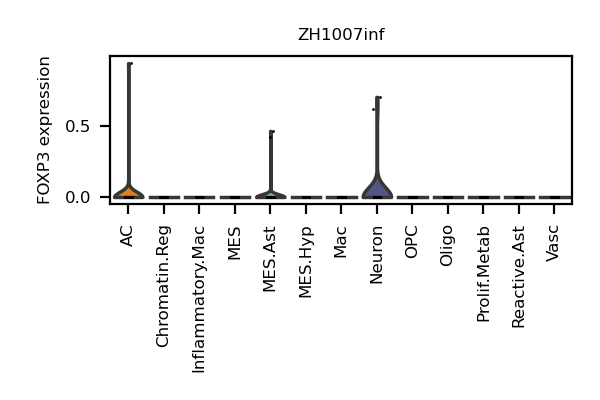 ZH1007inf
FOXP3 expression
0.5
0.0
AC
Chromatin.Reg
Inflammatory.Mac
MES
MES.Ast
MES.Hyp
Mac
Neuron
OPC
Oligo
Prolif.Metab
Reactive.Ast
Vasc